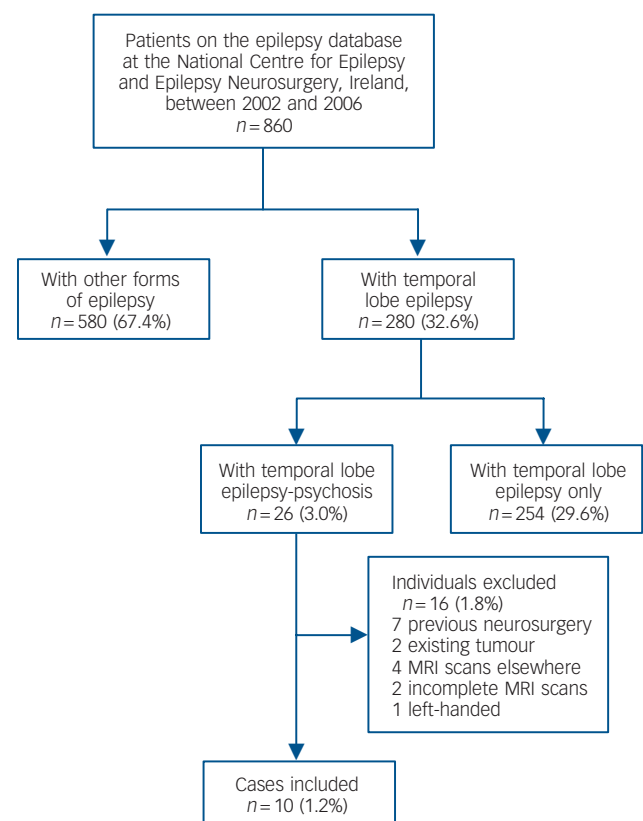 Patients on the epilepsy database
at the National Centre for Epilepsy
and Epilepsy Neurosurgery, Ireland,
between 2002 and 2006
n=860
With other forms
of epilepsy
n=580 (67.4%)
With temporal
lobe epilepsy
n=280 (32.6%)
With temporal lobe
epilepsy-psychosis
n=26 (3.0%)
With temporal lobe
epilepsy only
n=254 (29.6%)
Individuals excluded
n=16 (1.8%)
7 previous neurosurgery
2 existing tumour
4 MRI scans elsewhere
2 incomplete MRI scans
1 left-handed
Cases included
n=10 (1.2%)